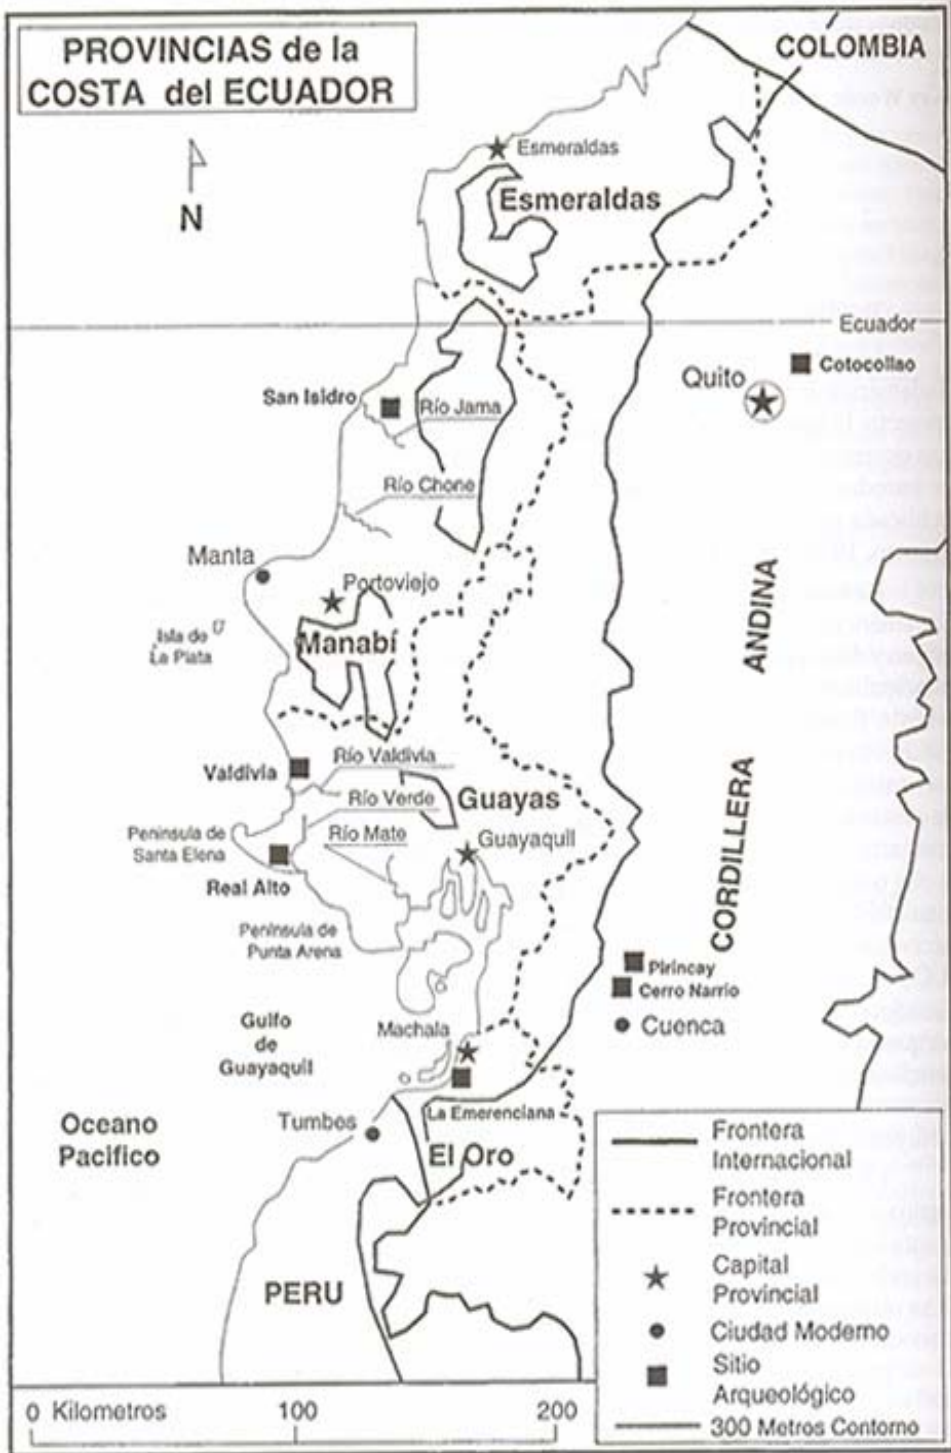 PROVINCIAS de la
COSTA del ECUADOR
COLOMBIA
N
Esmeraldas
Esmeraldas
Ecuador
Cotocollao
Quito
San Isidro
Río Jama
Río Chone
Manta
Portoviejo
Isla de
La Plata
Manabí
ANDINA
CORDILLERA
Valdivia
Río Valdivia
Río Verde
Guayas
Península de
Santa Elena
Río Mate
Guayaquil
Real Alto
Península de
Punta Arena
Pirincay
Cerro Narrio
Cuenca
Gulfo
de
Guayaquil
Machala
La Emerenciana
Tumbes
Oceano
Pacifico
El Oro
PERU
Frontera
Internacional
Frontera
Provincial
Capital
Provincial
Ciudad Moderno
Sitio
Arqueológico
300 Metros Contorno
0 Kilometros 100 200